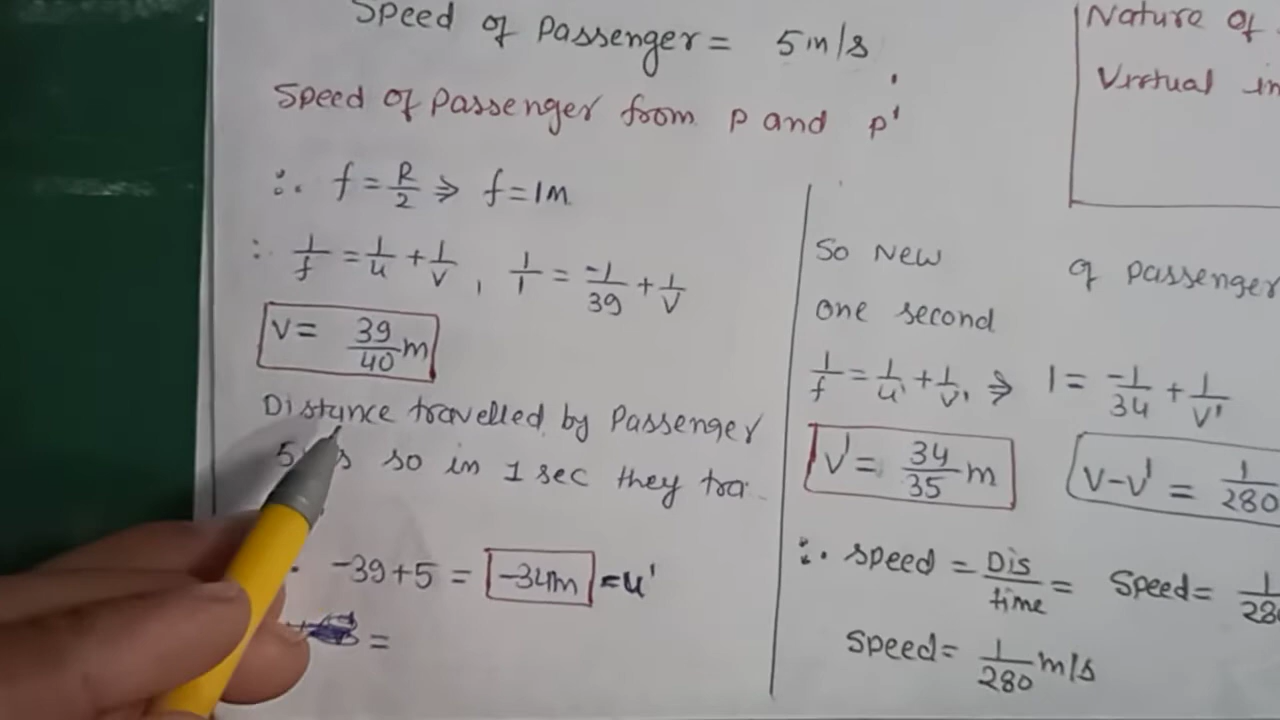 Speed of Passenger = 5m/s
Speed of Passenger from P and P'
∴ f = R/2 ⇒ f = 1m
∴ 1/f = 1/u + 1/v , 1/1 = -1/39 + 1/v
v = 39/40 m
Distance travelled by Passenger
so in 1 sec they tra
-39+5 = -34m = u'
=
So New of passenger
one second
1/f = 1/u' + 1/v' ⇒ 1 = -1/34 + 1/v'
v' = 34/35 m v-v' = 1/280
∴ speed = Dis/time = Speed = 1/28
Speed = 1/280 m/s
Nature of
Virtual im